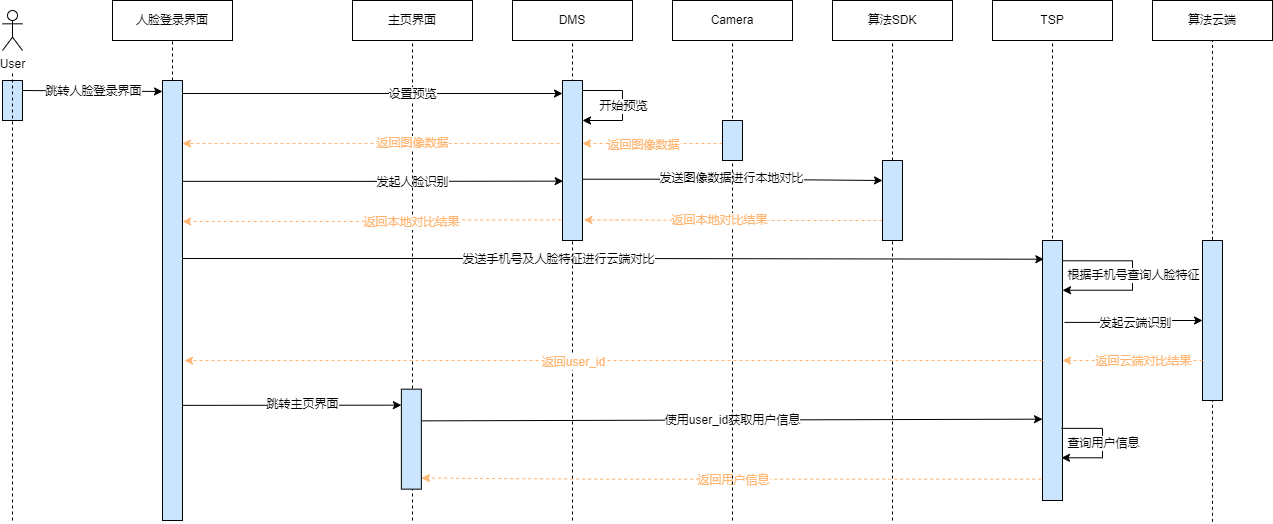 人脸登录界面
主页界面
DMS
Camera
算法SDK
TSP
算法云端
User
跳转人脸登录界面
设置预览
开始预览
返回图像数据
返回图像数据
发起人脸识别
发送图像数据进行本地对比
返回本地对比结果
返回本地对比结果
发送手机号及人脸特征进行云端对比
根据手机号查询人脸特征
发起云端识别
返回user_id
返回云端对比结果
跳转主页界面
使用user_id获取用户信息
查询用户信息
返回用户信息